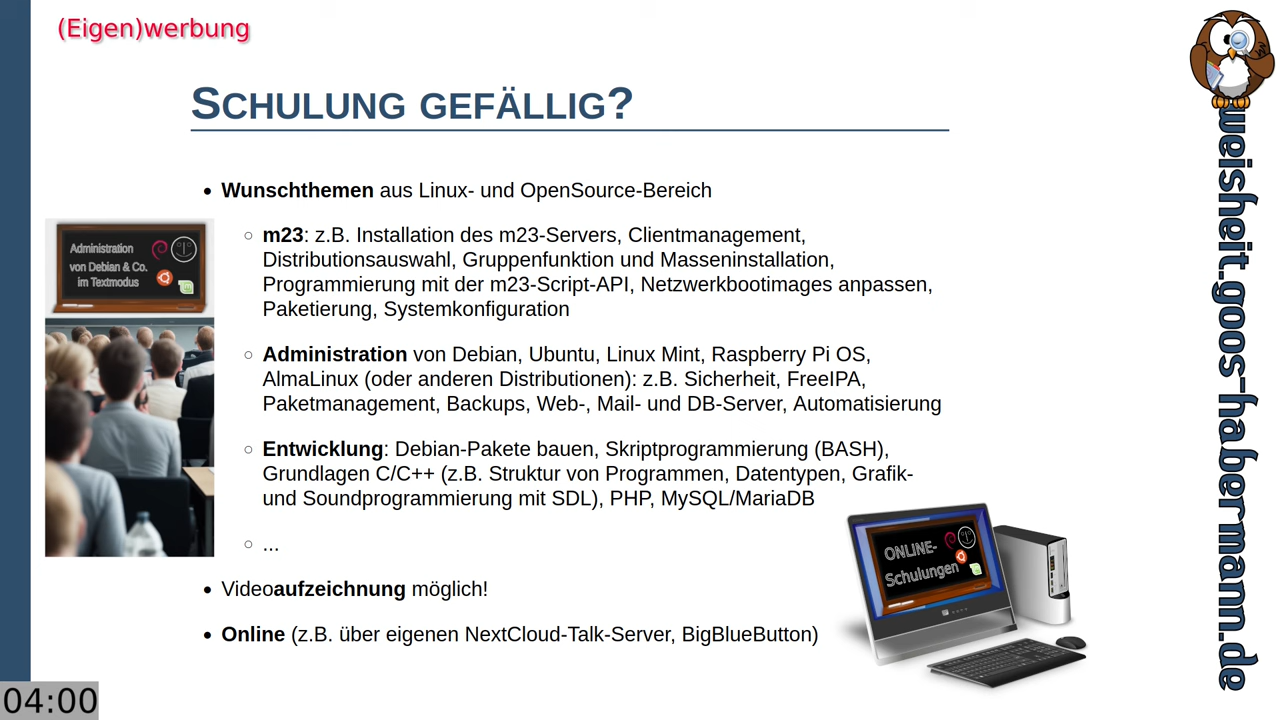 (Eigen)werbung
SCHULUNG GEFÄLLIG?
• Wunschthemen aus Linux- und OpenSource-Bereich
◦ m23: z.B. Installation des m23-Servers, Clientmanagement,
Distributionsauswahl, Gruppenfunktion und Masseninstallation,
Programmierung mit der m23-Script-API, Netzwerkbootimages anpassen,
Paketierung, Systemkonfiguration
◦ Administration von Debian, Ubuntu, Linux Mint, Raspberry Pi OS,
AlmaLinux (oder anderen Distributionen): z.B. Sicherheit, FreeIPA,
Paketmanagement, Backups, Web-, Mail- und DB-Server, Automatisierung
◦ Entwicklung: Debian-Pakete bauen, Skriptprogrammierung (BASH),
Grundlagen C/C++ (z.B. Struktur von Programmen, Datentypen, Grafik-
und Soundprogrammierung mit SDL), PHP, MySQL/MariaDB
◦ ...
• Videoaufzeichnung möglich!
• Online (z.B. über eigenen NextCloud-Talk-Server, BigBlueButton)
Administration
von Debian & Co.
im Textmodus
ONLINE-
Schulungen
weisheit.goos-habermann.de
04:00